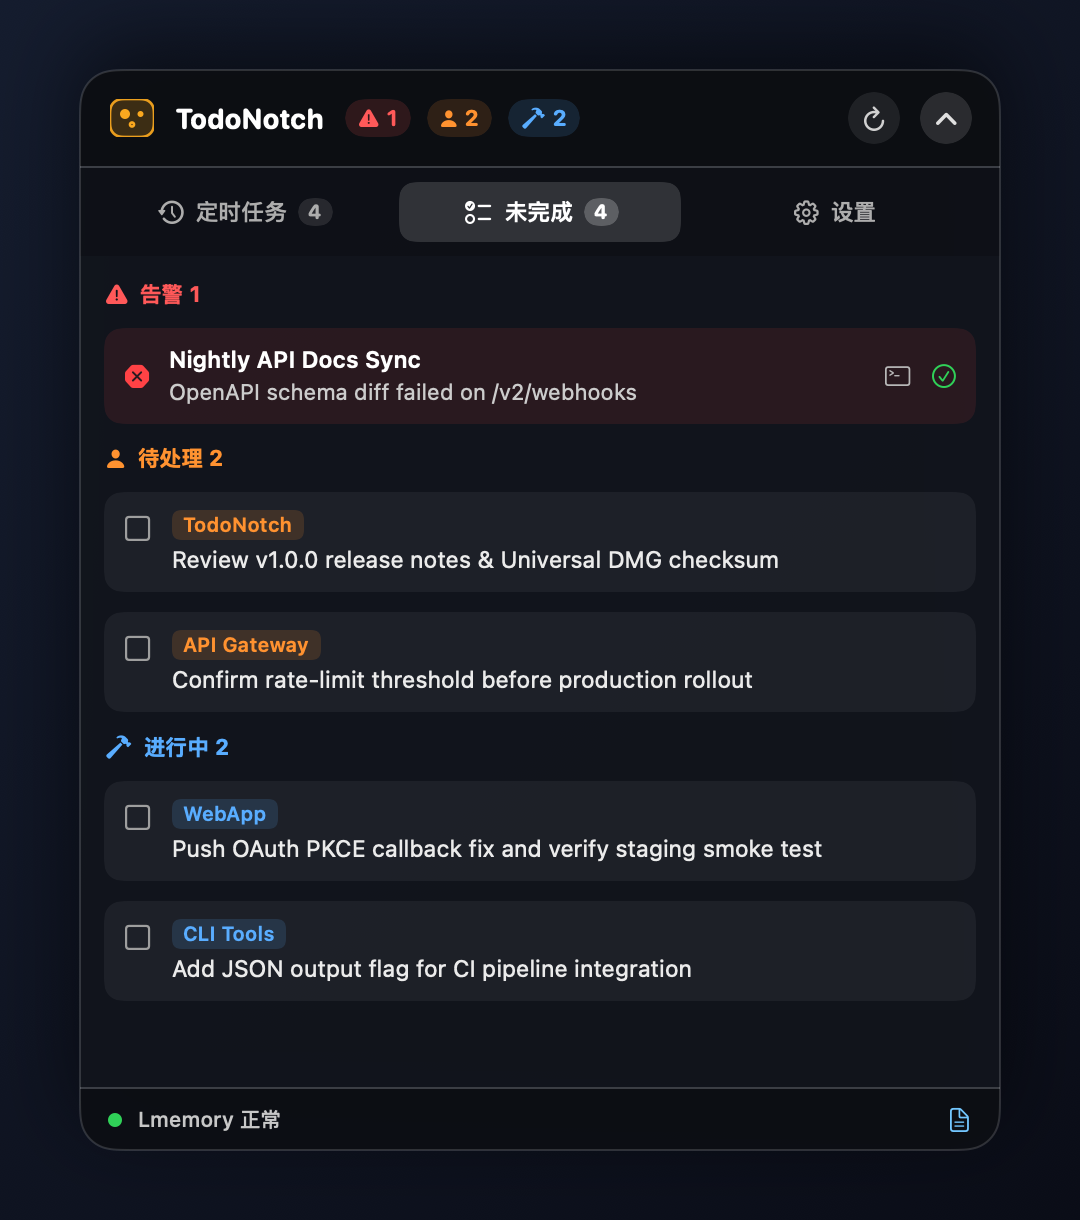 TodoNotch 1 2 2
定时任务 4 未完成 4 设置
告警 1
Nightly API Docs Sync
OpenAPI schema diff failed on /v2/webhooks
待处理 2
TodoNotch
Review v1.0.0 release notes & Universal DMG checksum
API Gateway
Confirm rate-limit threshold before production rollout
进行中 2
WebApp
Push OAuth PKCE callback fix and verify staging smoke test
CLI Tools
Add JSON output flag for CI pipeline integration
Lmemory 正常